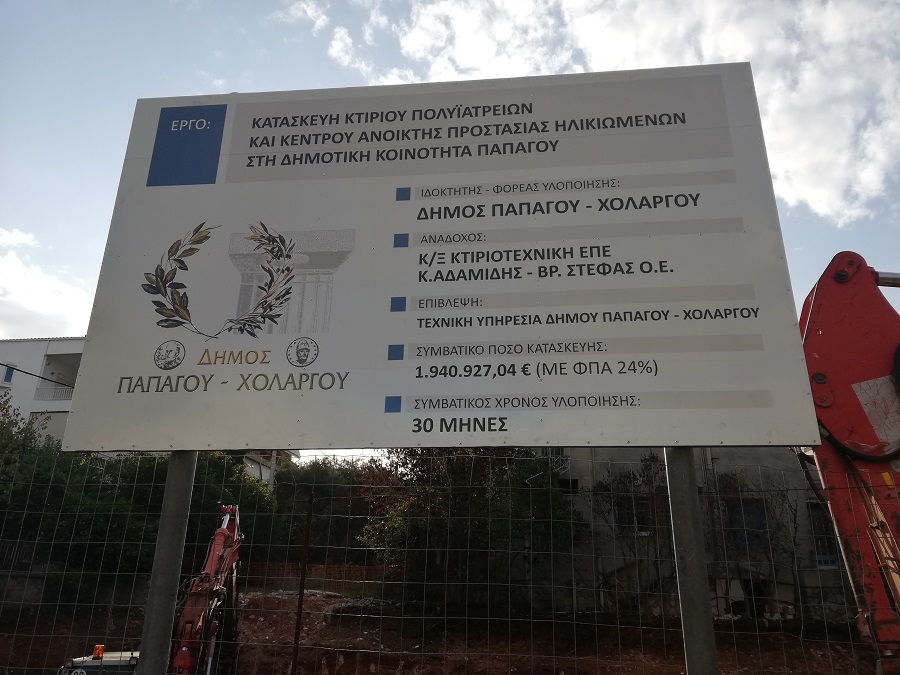 ΕΡΓΟ:
ΚΑΤΑΣΚΕΥΗ ΚΤΙΡΙΟΥ ΠΟΛΥΪΑΤΡΕΙΩΝ
ΚΑΙ ΚΕΝΤΡΟΥ ΑΝΟΙΚΤΗΣ ΠΡΟΣΤΑΣΙΑΣ ΗΛΙΚΙΩΜΕΝΩΝ
ΣΤΗ ΔΗΜΟΤΙΚΗ ΚΟΙΝΟΤΗΤΑ ΠΑΠΑΓΟΥ
ΙΔΟΚΤΗΤΗΣ - ΦΟΡΕΑΣ ΥΛΟΠΟΙΗΣΗΣ:
ΔΗΜΟΣ ΠΑΠΑΓΟΥ - ΧΟΛΑΡΓΟΥ
ΑΝΑΔΟΧΟΣ:
Κ/Ξ ΚΤΙΡΙΟΤΕΧΝΙΚΗ ΕΠΕ
Κ.ΑΔΑΜΙΔΗΣ - ΒΡ. ΣΤΕΦΑΣ Ο.Ε.
ΕΠΙΒΛΕΨΗ:
ΤΕΧΝΙΚΗ ΥΠΗΡΕΣΙΑ ΔΗΜΟΥ ΠΑΠΑΓΟΥ - ΧΟΛΑΡΓΟΥ
ΣΥΜΒΑΤΙΚΟ ΠΟΣΟ ΚΑΤΑΣΚΕΥΗΣ:
1.940.927,04 € (ΜΕ ΦΠΑ 24%)
ΣΥΜΒΑΤΙΚΟΣ ΧΡΟΝΟΣ ΥΛΟΠΟΙΗΣΗΣ:
30 ΜΗΝΕΣ
ΔΗΜΟΣ
ΠΑΠΑΓΟΥ - ΧΟΛΑΡΓΟΥ